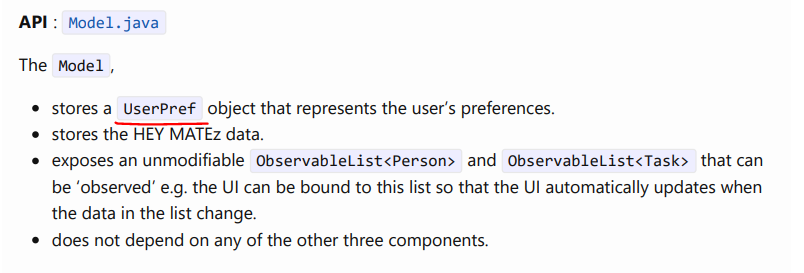 API : Model.java
The Model ,
• stores a UserPref object that represents the user’s preferences.
• stores the HEY MATEz data.
• exposes an unmodifiable ObservableList<Person> and ObservableList<Task> that can
be ‘observed’ e.g. the UI can be bound to this list so that the UI automatically updates when
the data in the list change.
• does not depend on any of the other three components.